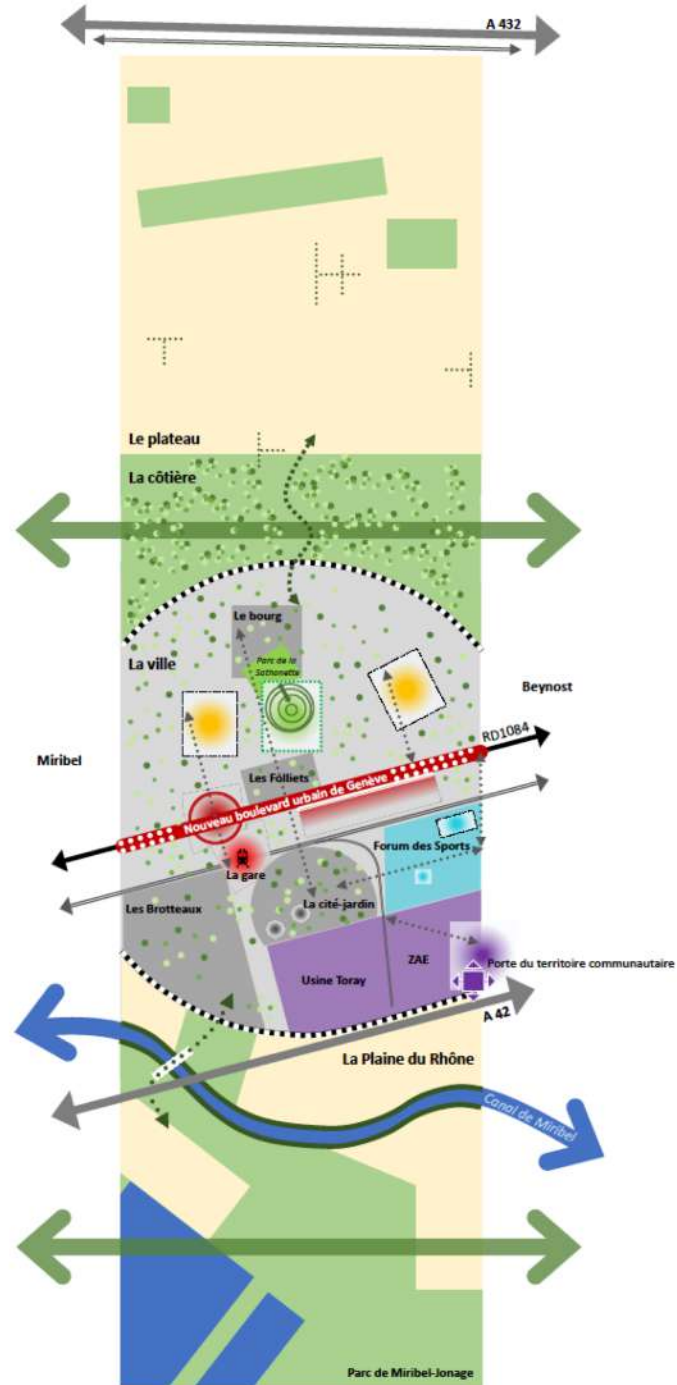 A 432
Le plateau
La côtière
Le bourg
Parc de la
Sathonette
La ville
Beynost
RD1084
Miribel
Les Folliets
Nouveau boulevard urbain de Genève
Forum des Sports
La gare
Les Brotteaux
La cité-jardin
ZAE
Porte du territoire communautaire
Usine Toray
A 42
La Plaine du Rhône
Canal de Miribel
Parc de Miribel-Jonage